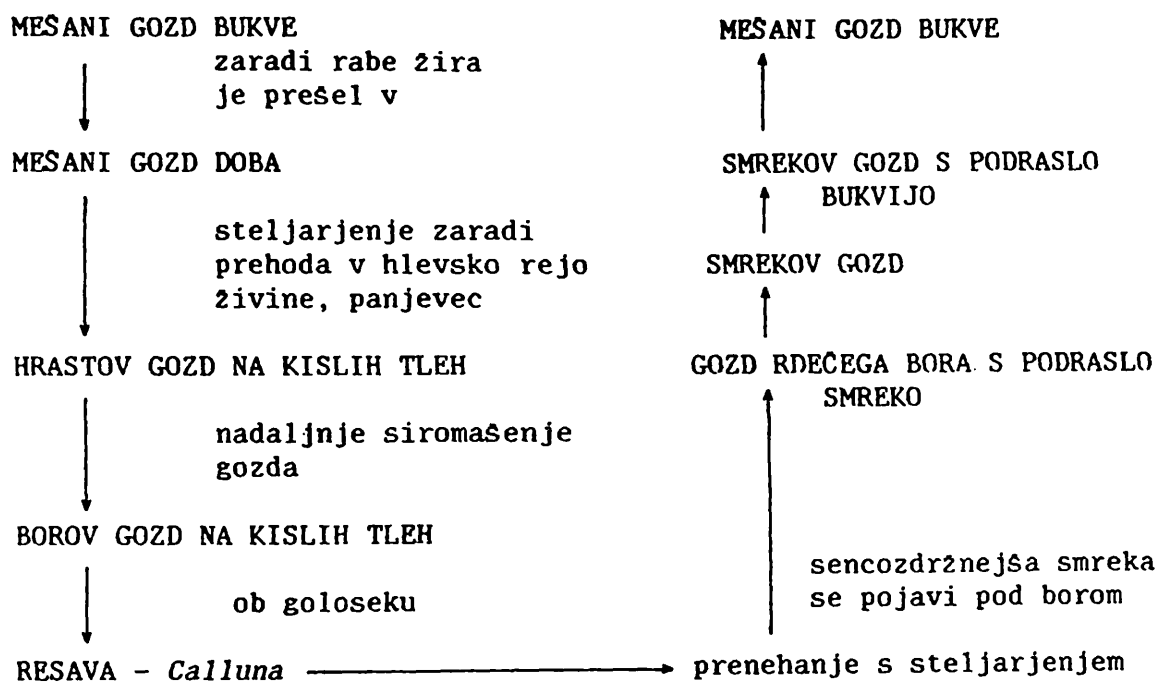 MEŠANI GOZD BUKVE
zaradi rabe žira
je prešel v
MEŠANI GOZD DOBA
steljarjenje zaradi
prehoda v hlevsko rejo
živine, panjevec
HRASTOV GOZD NA KISLIH TLEH
nadaljnje siromašenje
gozda
BOROV GOZD NA KISLIH TLEH
ob goloseku
RESAVA - Calluna
prenehanje s steljarjenjem
sencozdržnejša smreka
se pojavi pod borom
GOZD RDEČEGA BORA S PODRASLO
SMREKO
SMREKOV GOZD
SMREKOV GOZD S PODRASLO
BUKVIJO
MEŠANI GOZD BUKVE